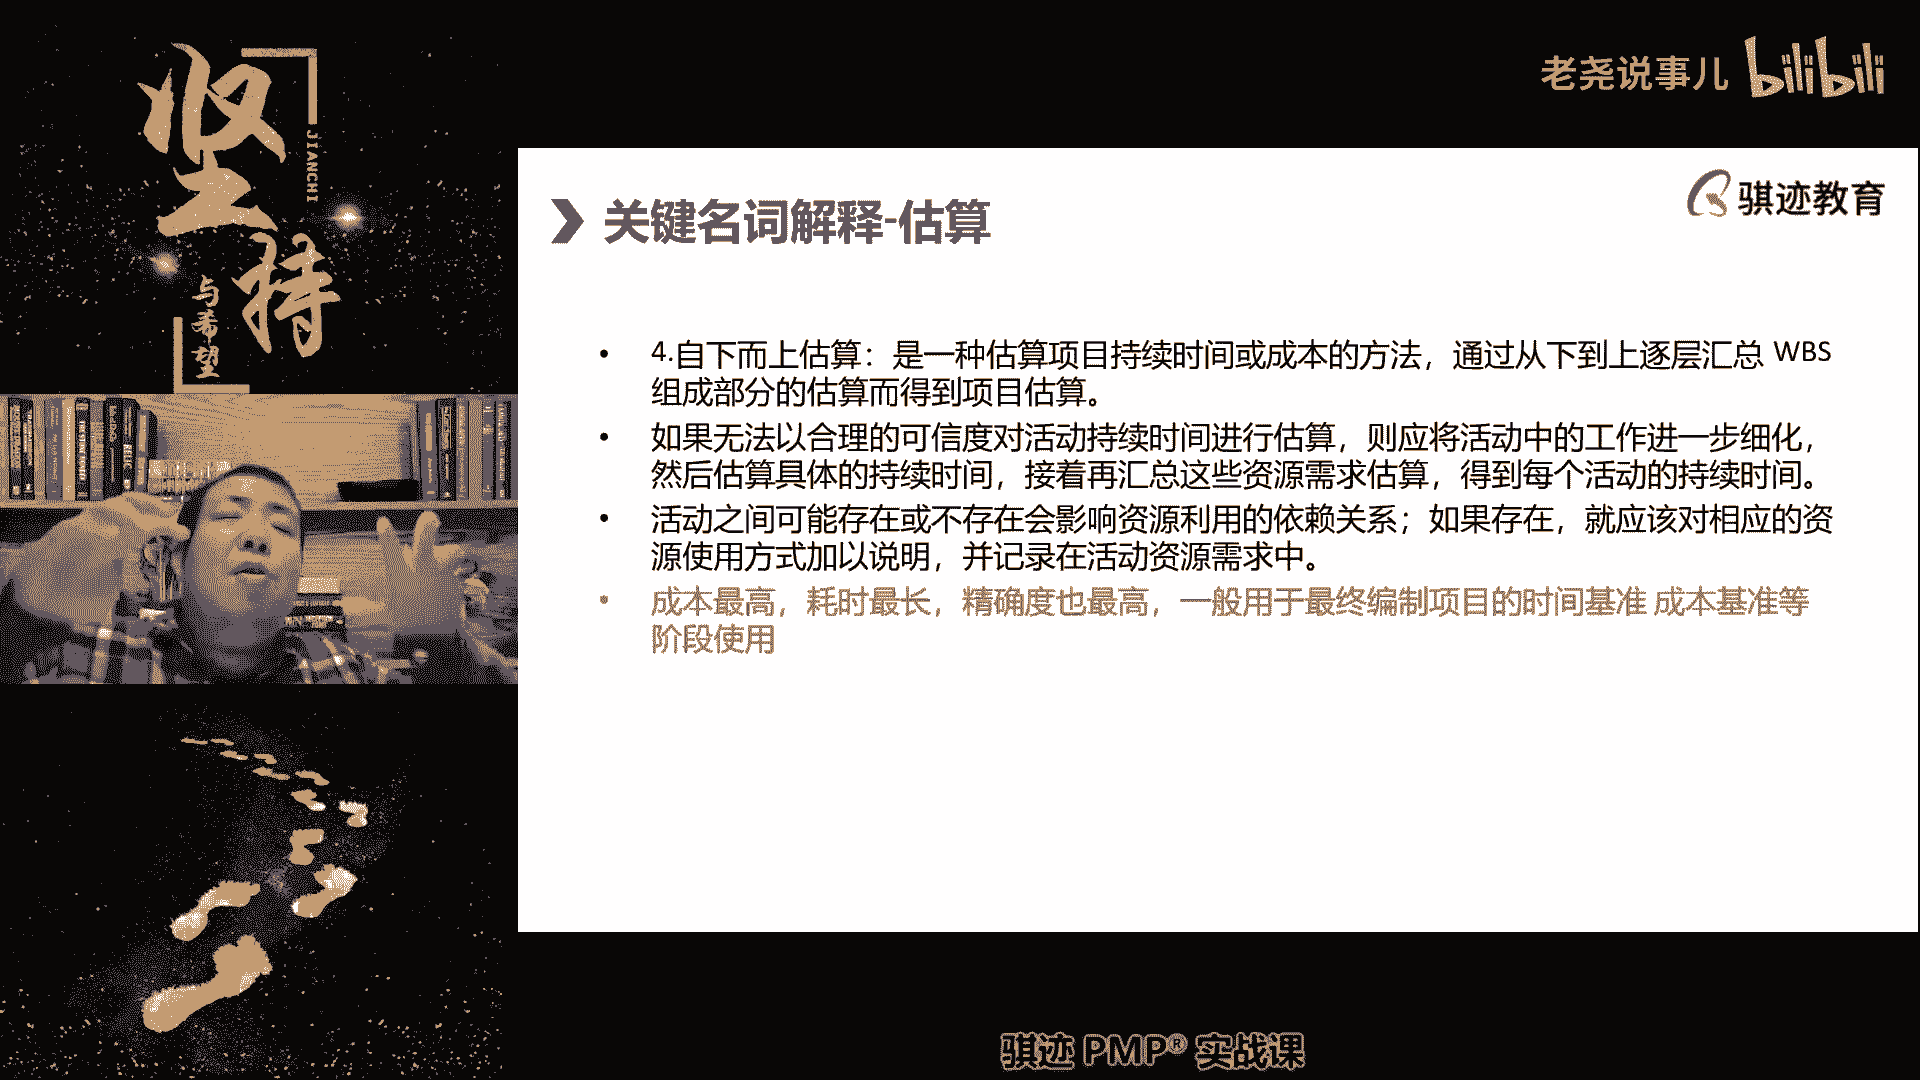 坚持
JIANCHI
与希望
老尧说事儿 bilibili
骐迹教育
关键名词解释-估算
• 4.自下而上估算：是一种估算项目持续时间或成本的方法，通过从下到上逐层汇总 WBS
组成部分的估算而得到项目估算。
• 如果无法以合理的可信度对活动持续时间进行估算，则应将活动中的工作进一步细化，
然后估算具体的持续时间，接着再汇总这些资源需求估算，得到每个活动的持续时间。
• 活动之间可能存在或不存在会影响资源利用的依赖关系；如果存在，就应该对相应的资
源使用方式加以说明，并记录在活动资源需求中。
• 成本最高，耗时最长，精确度也最高，一般用于最终编制项目的时间基准 成本基准等
阶段使用
骐迹 PMP® 实战课